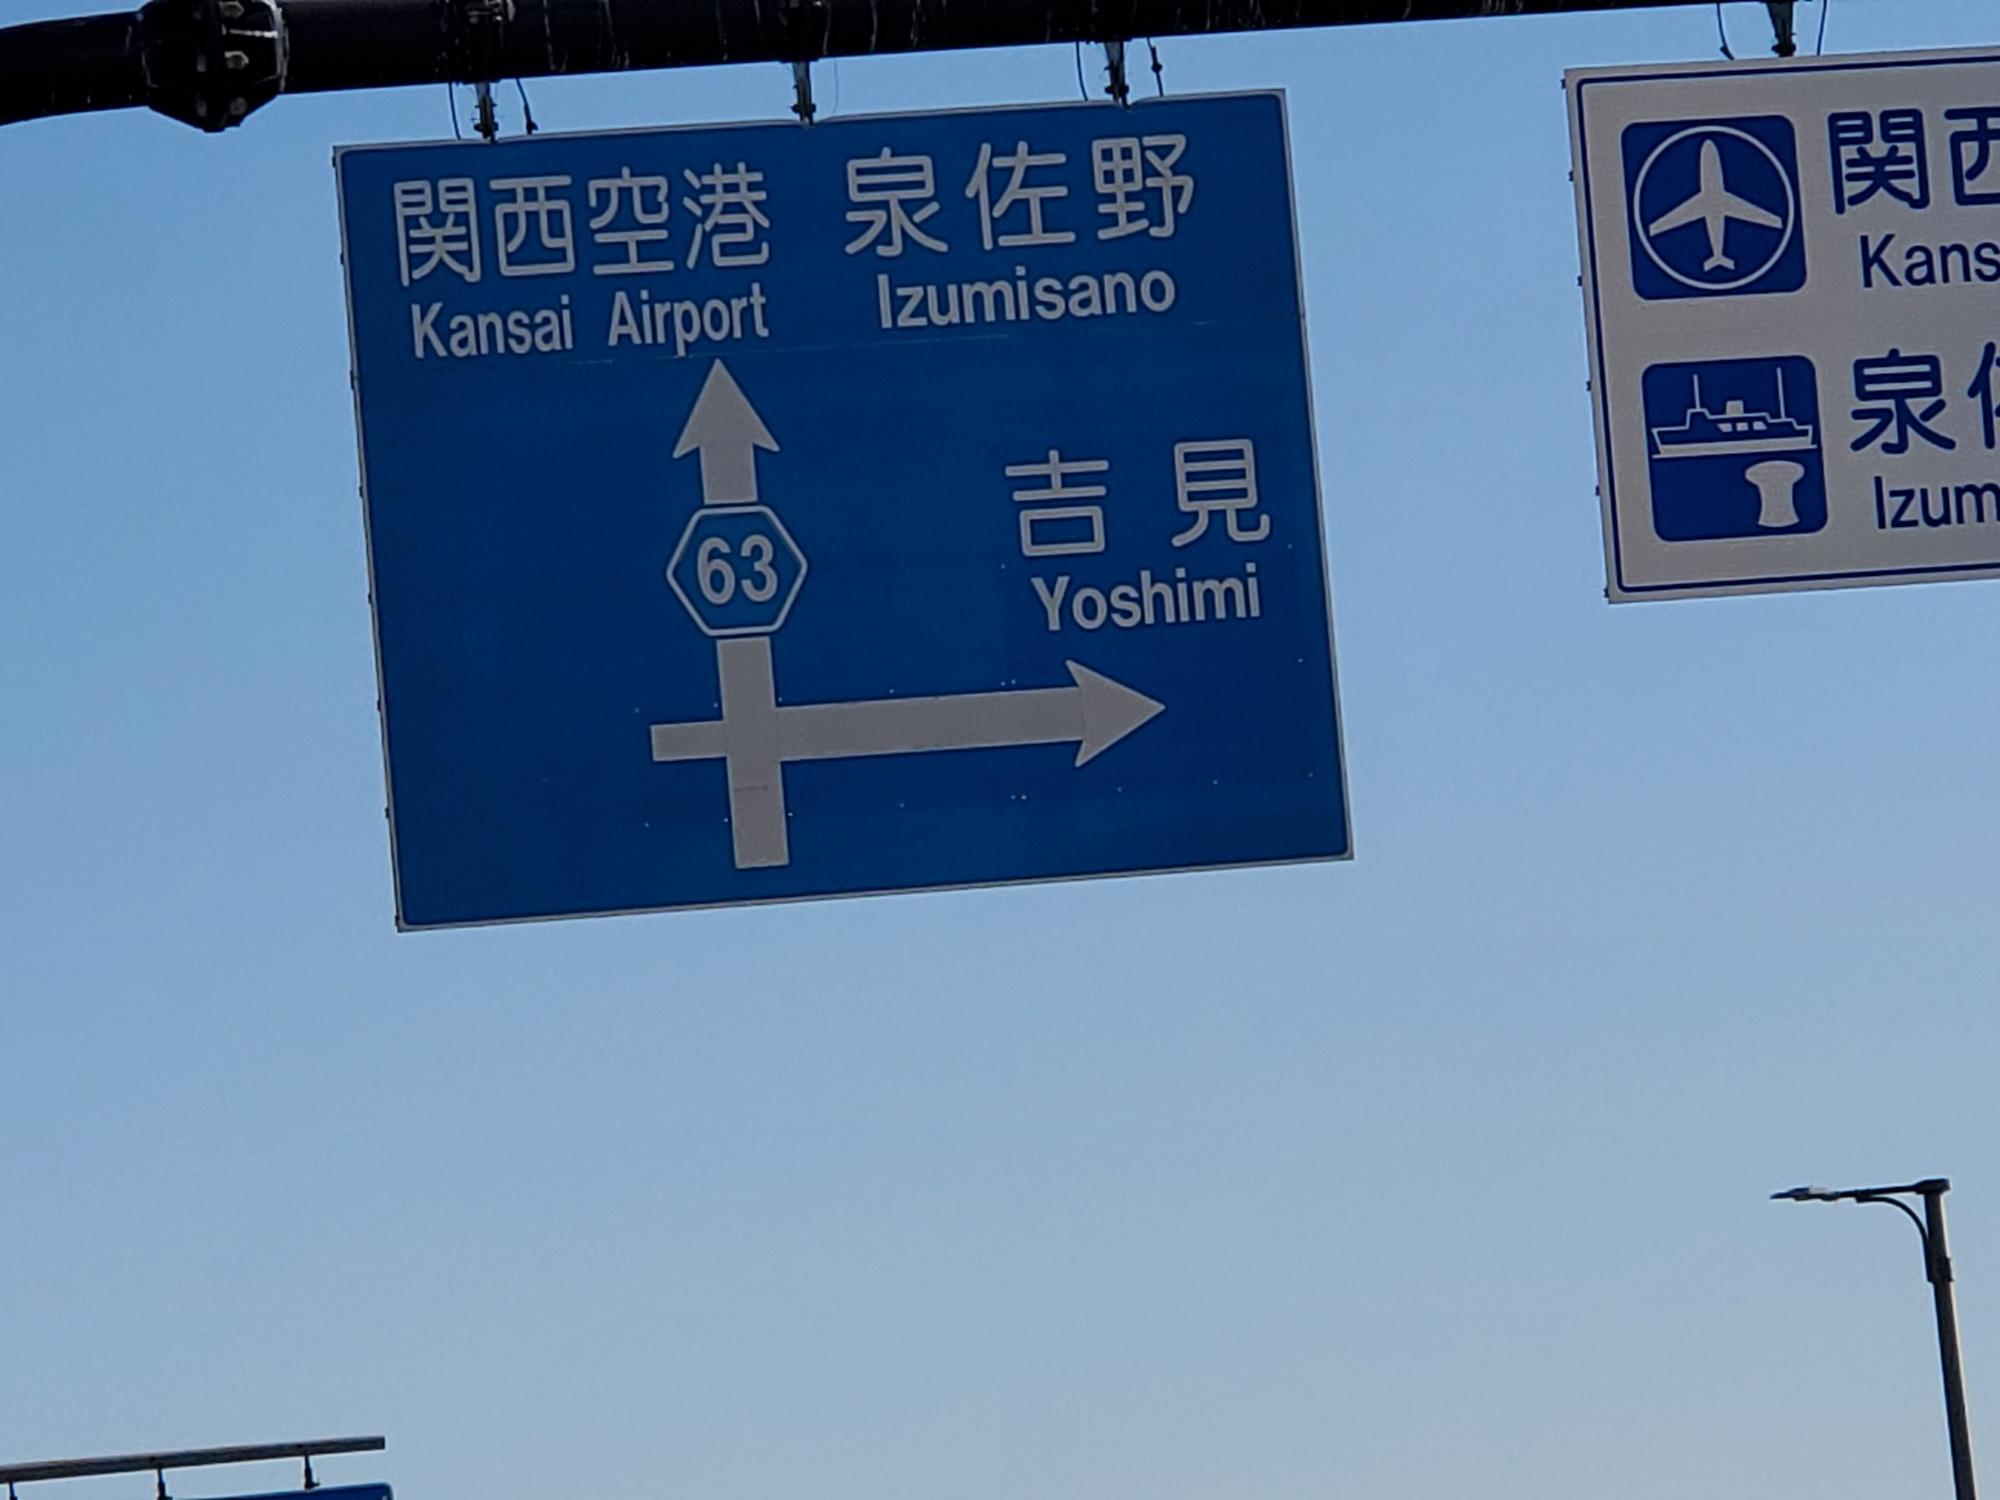 関西空港 泉佐野
Kansai Airport Izumisano
63
吉見
Yoshimi
関西
Kans
泉佐
Izum